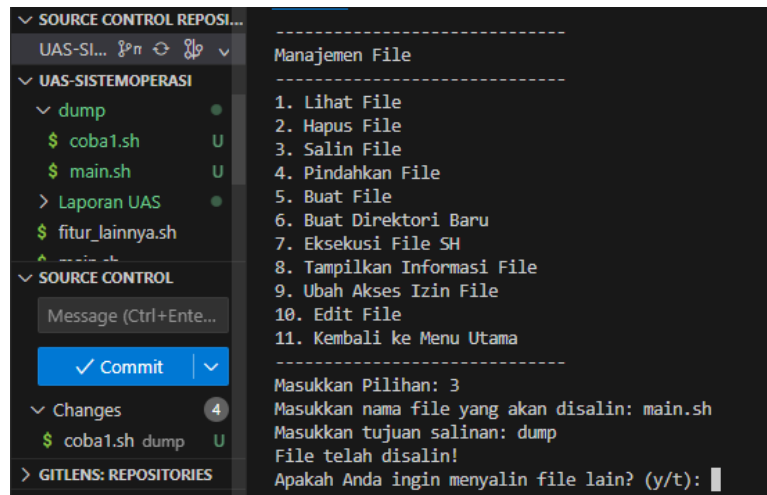 SOURCE CONTROL REPOSI...
UAS-SI...
UAS-SISTEMOPERASI
dump
$ coba1.sh U
$ main.sh U
Laporan UAS
$ fitur_lainnya.sh
$ main.sh
SOURCE CONTROL
Message (Ctrl+Ente...
Commit
Changes 4
$ coba1.sh dump U
GITLENS: REPOSITORIES
------------------------------
Manajemen File
------------------------------
1. Lihat File
2. Hapus File
3. Salin File
4. Pindahkan File
5. Buat File
6. Buat Direktori Baru
7. Eksekusi File SH
8. Tampilkan Informasi File
9. Ubah Akses Izin File
10. Edit File
11. Kembali ke Menu Utama
------------------------------
Masukkan Pilihan: 3
Masukkan nama file yang akan disalin: main.sh
Masukkan tujuan salinan: dump
File telah disalin!
Apakah Anda ingin menyalin file lain? (y/t):